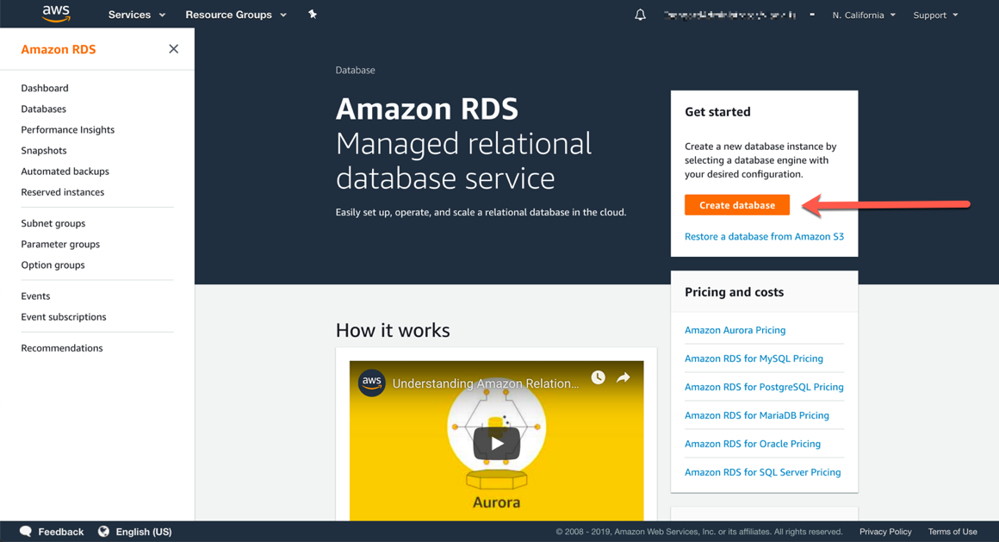 aws
Services
Resource Groups
N. California
Support
Amazon RDS
Dashboard
Databases
Performance Insights
Snapshots
Automated backups
Reserved instances
Subnet groups
Parameter groups
Option groups
Events
Event subscriptions
Recommendations
Database
Amazon RDS
Managed relational
database service
Easily set up, operate, and scale a relational database in the cloud.
Get started
Create a new database instance by
selecting a database engine with
your desired configuration.
Create database
Restore a database from Amazon S3
Pricing and costs
Amazon Aurora Pricing
Amazon RDS for MySQL Pricing
Amazon RDS for PostgreSQL Pricing
Amazon RDS for MariaDB Pricing
Amazon RDS for Oracle Pricing
Amazon RDS for SQL Server Pricing
How it works
aws
Understanding Amazon Relation...
Aurora
Feedback
English (US)
© 2008 - 2019, Amazon Web Services, Inc. or its affiliates. All rights reserved.
Privacy Policy
Terms of Use